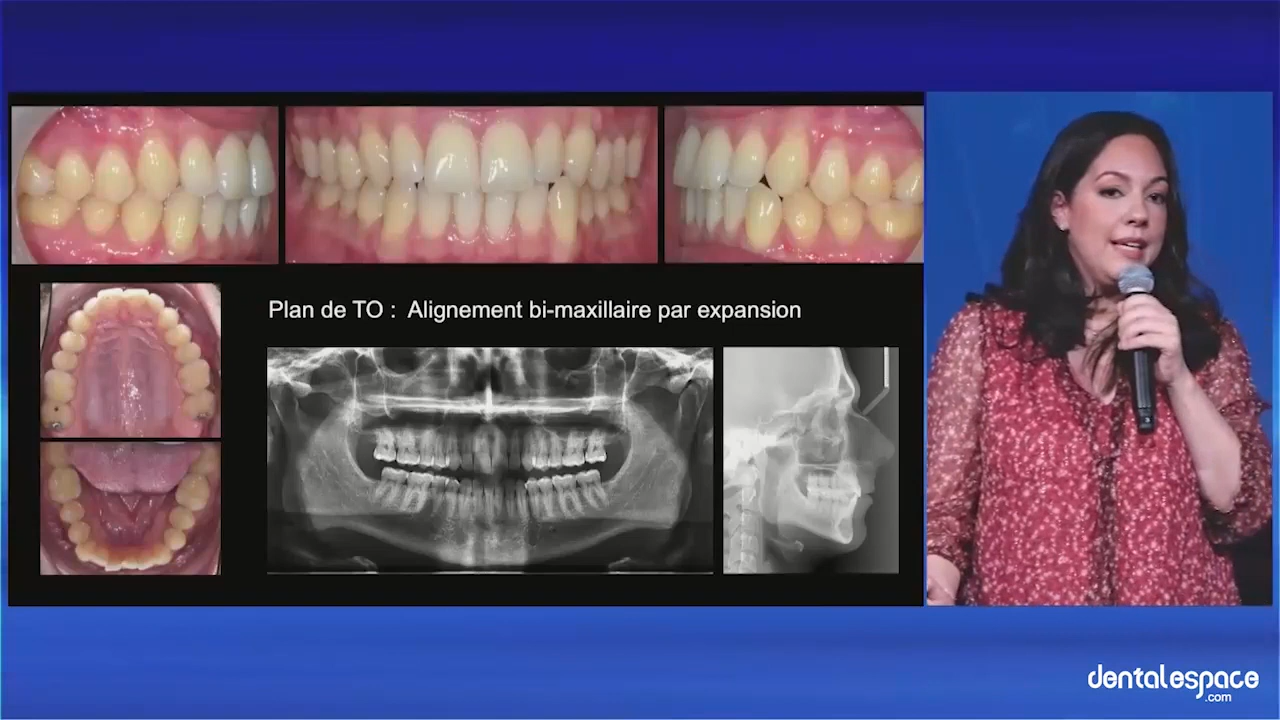 Plan de TO : Alignement bi-maxillaire par expansion
dentalespace
.com